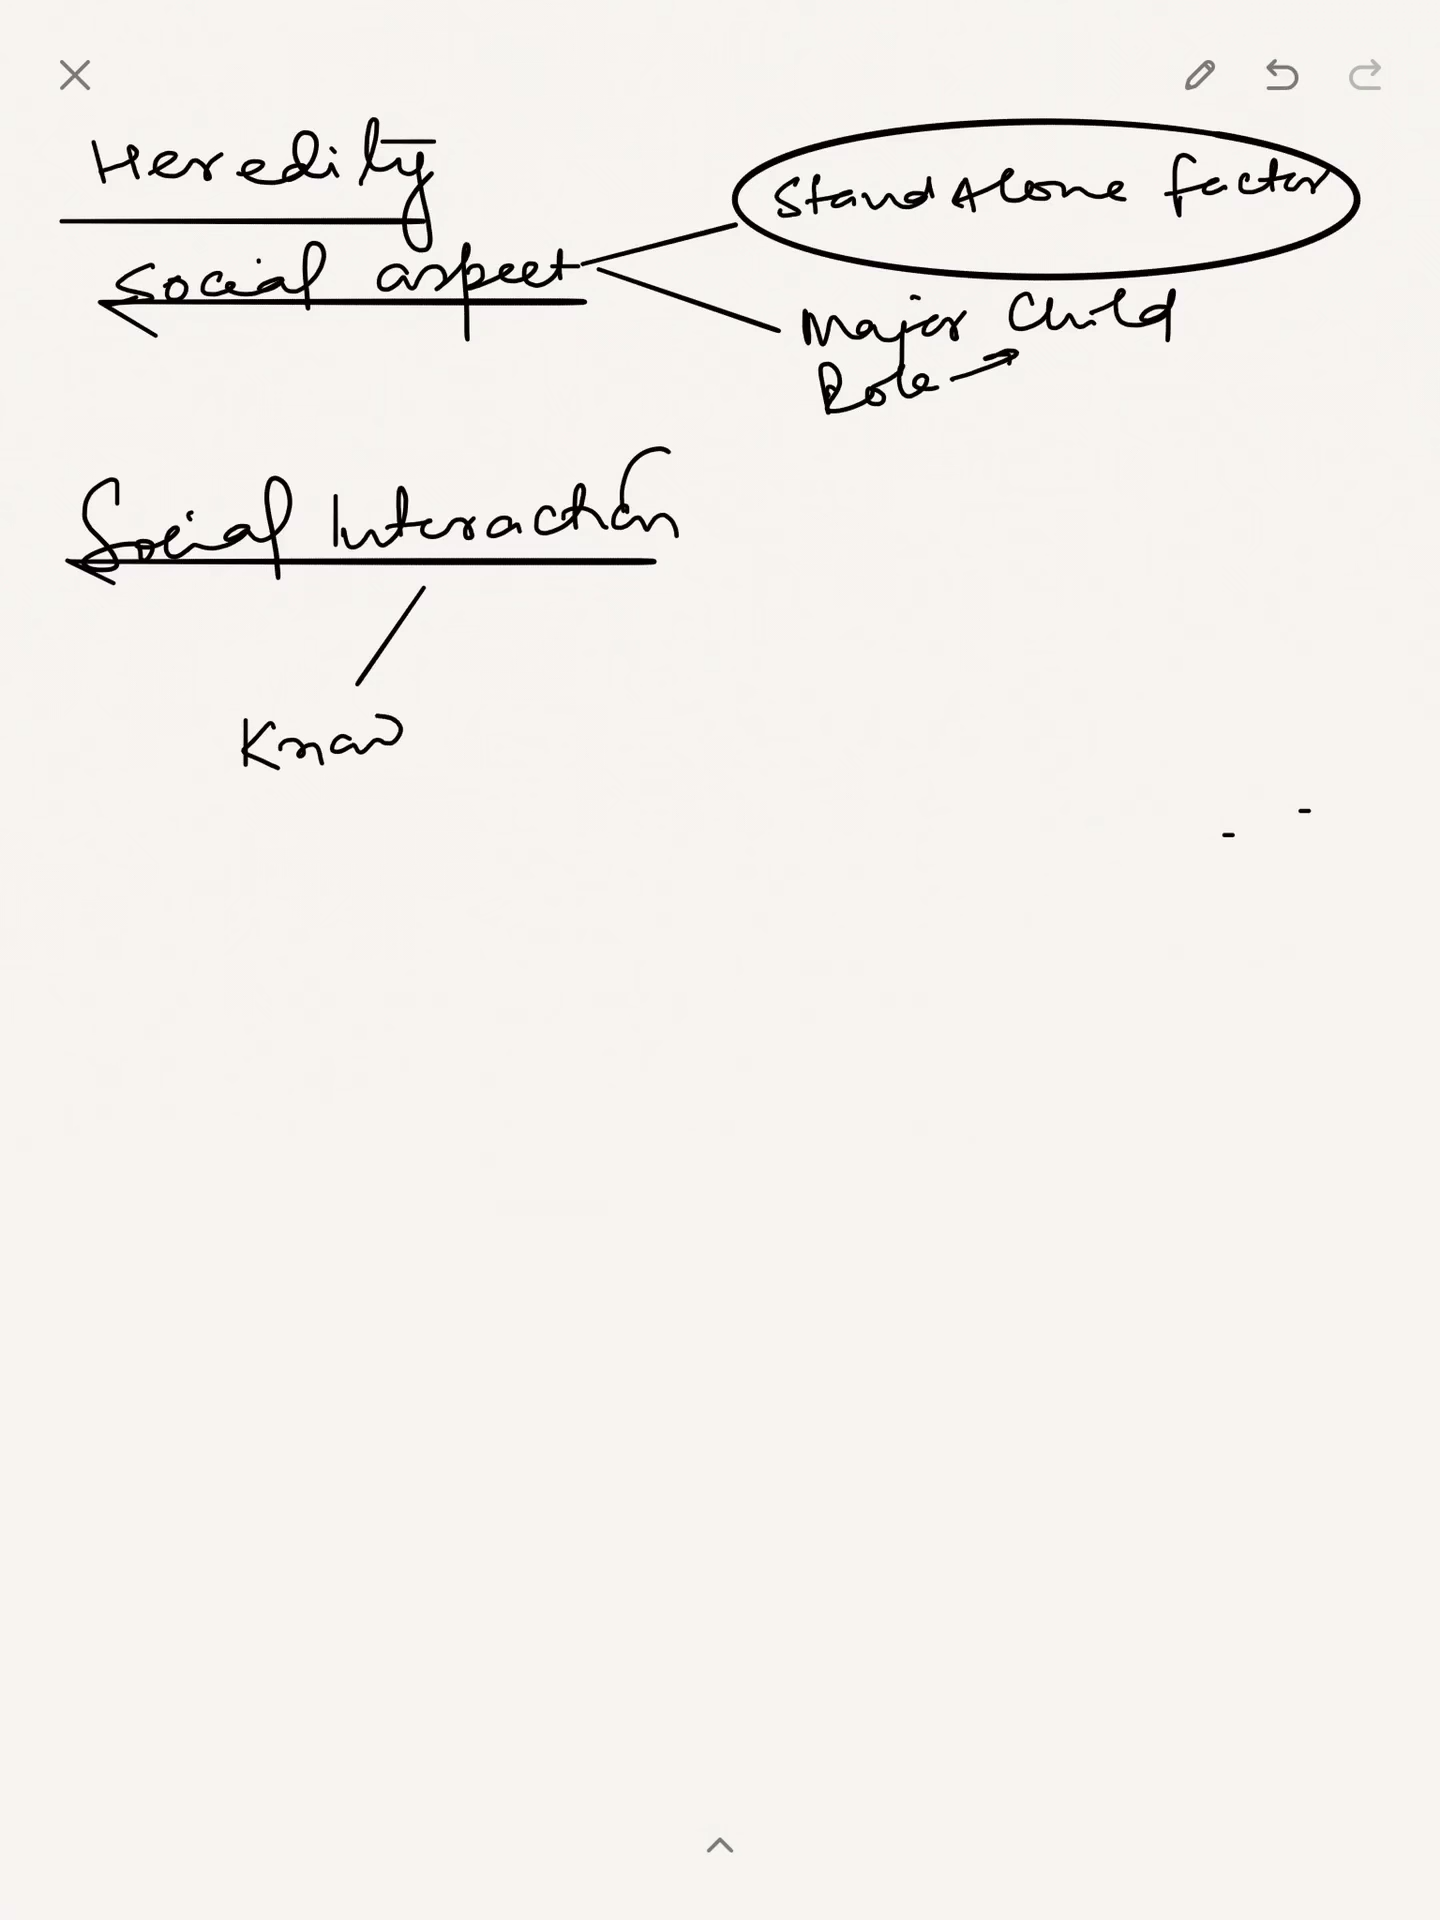 Heredity
Stand Alone factor
social aspect
Major Child
Role
Social Interaction
Know